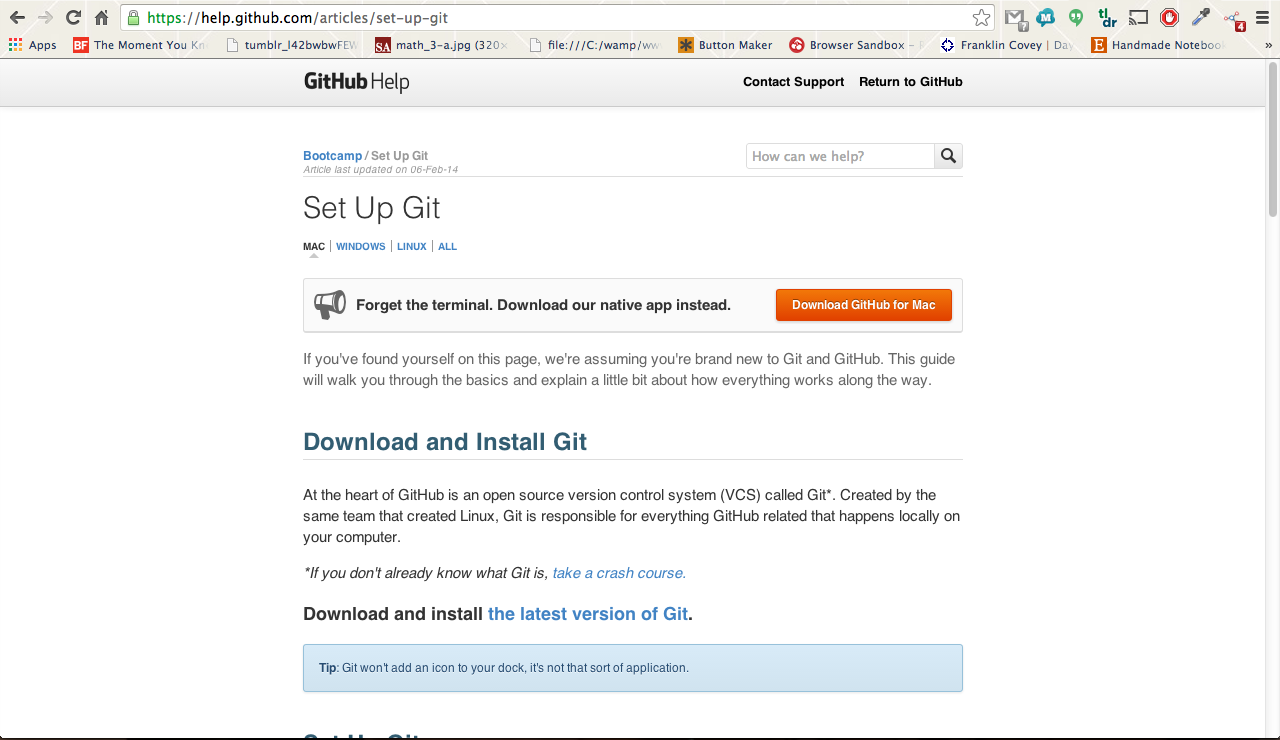 https://help.github.com/articles/set-up-git
7
4
Apps BF The Moment You Kn tumblr_l42bwbwFEW SA math_3-a.jpg (320× file:///C:/wamp/ww Button Maker Browser Sandbox – Franklin Covey | Day E Handmade Notebook »
GitHub Help Contact Support Return to GitHub
Bootcamp / Set Up Git How can we help?
Article last updated on 06-Feb-14
Set Up Git
MAC | WINDOWS | LINUX | ALL
Forget the terminal. Download our native app instead. Download GitHub for Mac
If you've found yourself on this page, we're assuming you're brand new to Git and GitHub. This guide
will walk you through the basics and explain a little bit about how everything works along the way.
Download and Install Git
At the heart of GitHub is an open source version control system (VCS) called Git*. Created by the
same team that created Linux, Git is responsible for everything GitHub related that happens locally on
your computer.
*If you don't already know what Git is, take a crash course.
Download and install the latest version of Git.
Tip: Git won't add an icon to your dock, it's not that sort of application.
Set Up Git